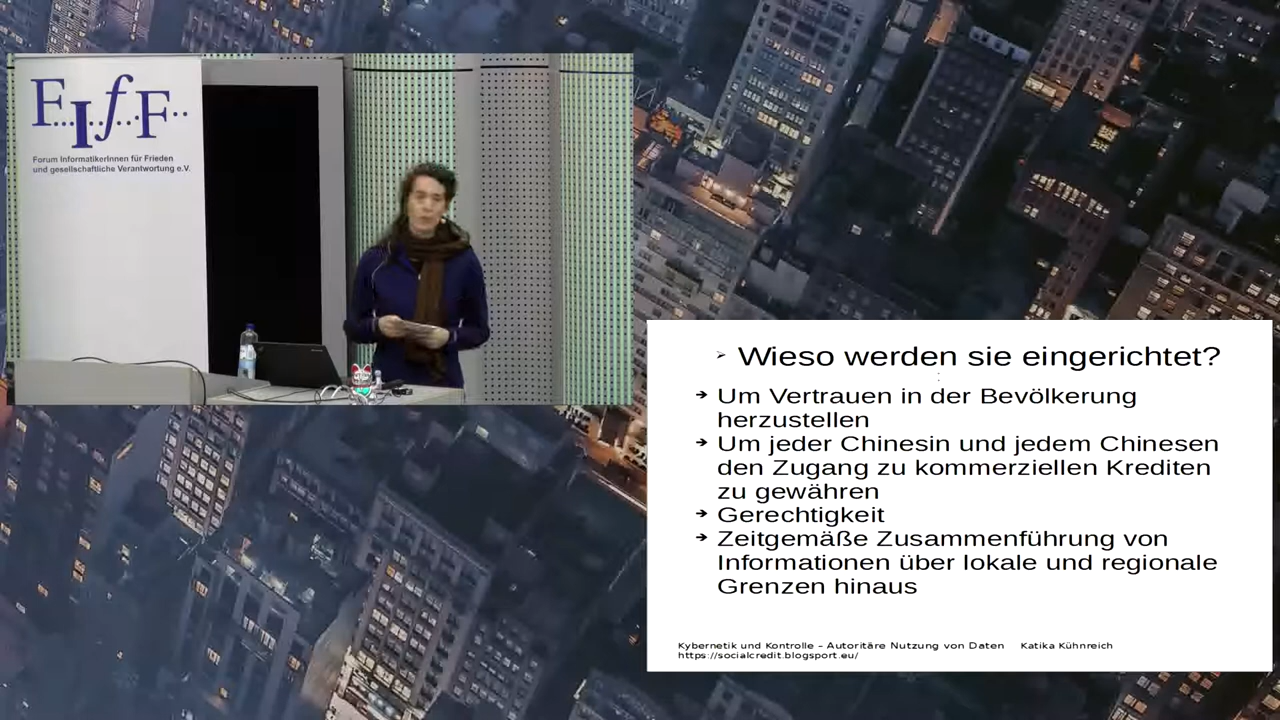 FIfF..
Forum InformatikerInnen für Frieden
und gesellschaftliche Verantwortung e.V.
Wieso werden sie eingerichtet?
Um Vertrauen in der Bevölkerung
herzustellen
Um jeder Chinesin und jedem Chinesen
den Zugang zu kommerziellen Krediten
zu gewähren
Gerechtigkeit
Zeitgemäße Zusammenführung von
Informationen über lokale und regionale
Grenzen hinaus
Kybernetik und Kontrolle – Autoritäre Nutzung von Daten Katika Kühnreich
https://socialcredit.blogsport.eu/